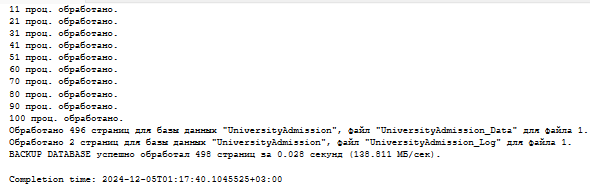 11 проц. обработано.
21 проц. обработано.
31 проц. обработано.
41 проц. обработано.
51 проц. обработано.
60 проц. обработано.
70 проц. обработано.
80 проц. обработано.
90 проц. обработано.
100 проц. обработано.
Обработано 496 страниц для базы данных "UniversityAdmission", файл "UniversityAdmission_Data" для файла 1.
Обработано 2 страниц для базы данных "UniversityAdmission", файл "UniversityAdmission_Log" для файла 1.
BACKUP DATABASE успешно обработал 498 страниц за 0.028 секунд (138.811 МБ/сек).
Completion time: 2024-12-05T01:17:40.1045525+03:00